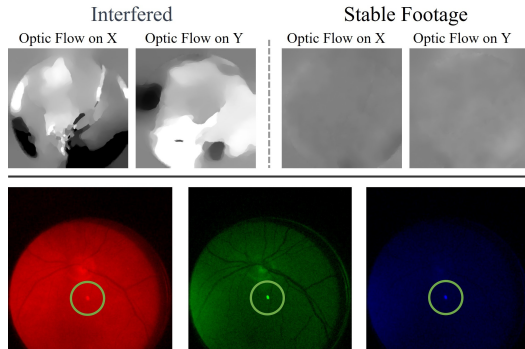 Interfered
Stable Footage
Optic Flow on X
Optic Flow on Y
Optic Flow on X
Optic Flow on Y